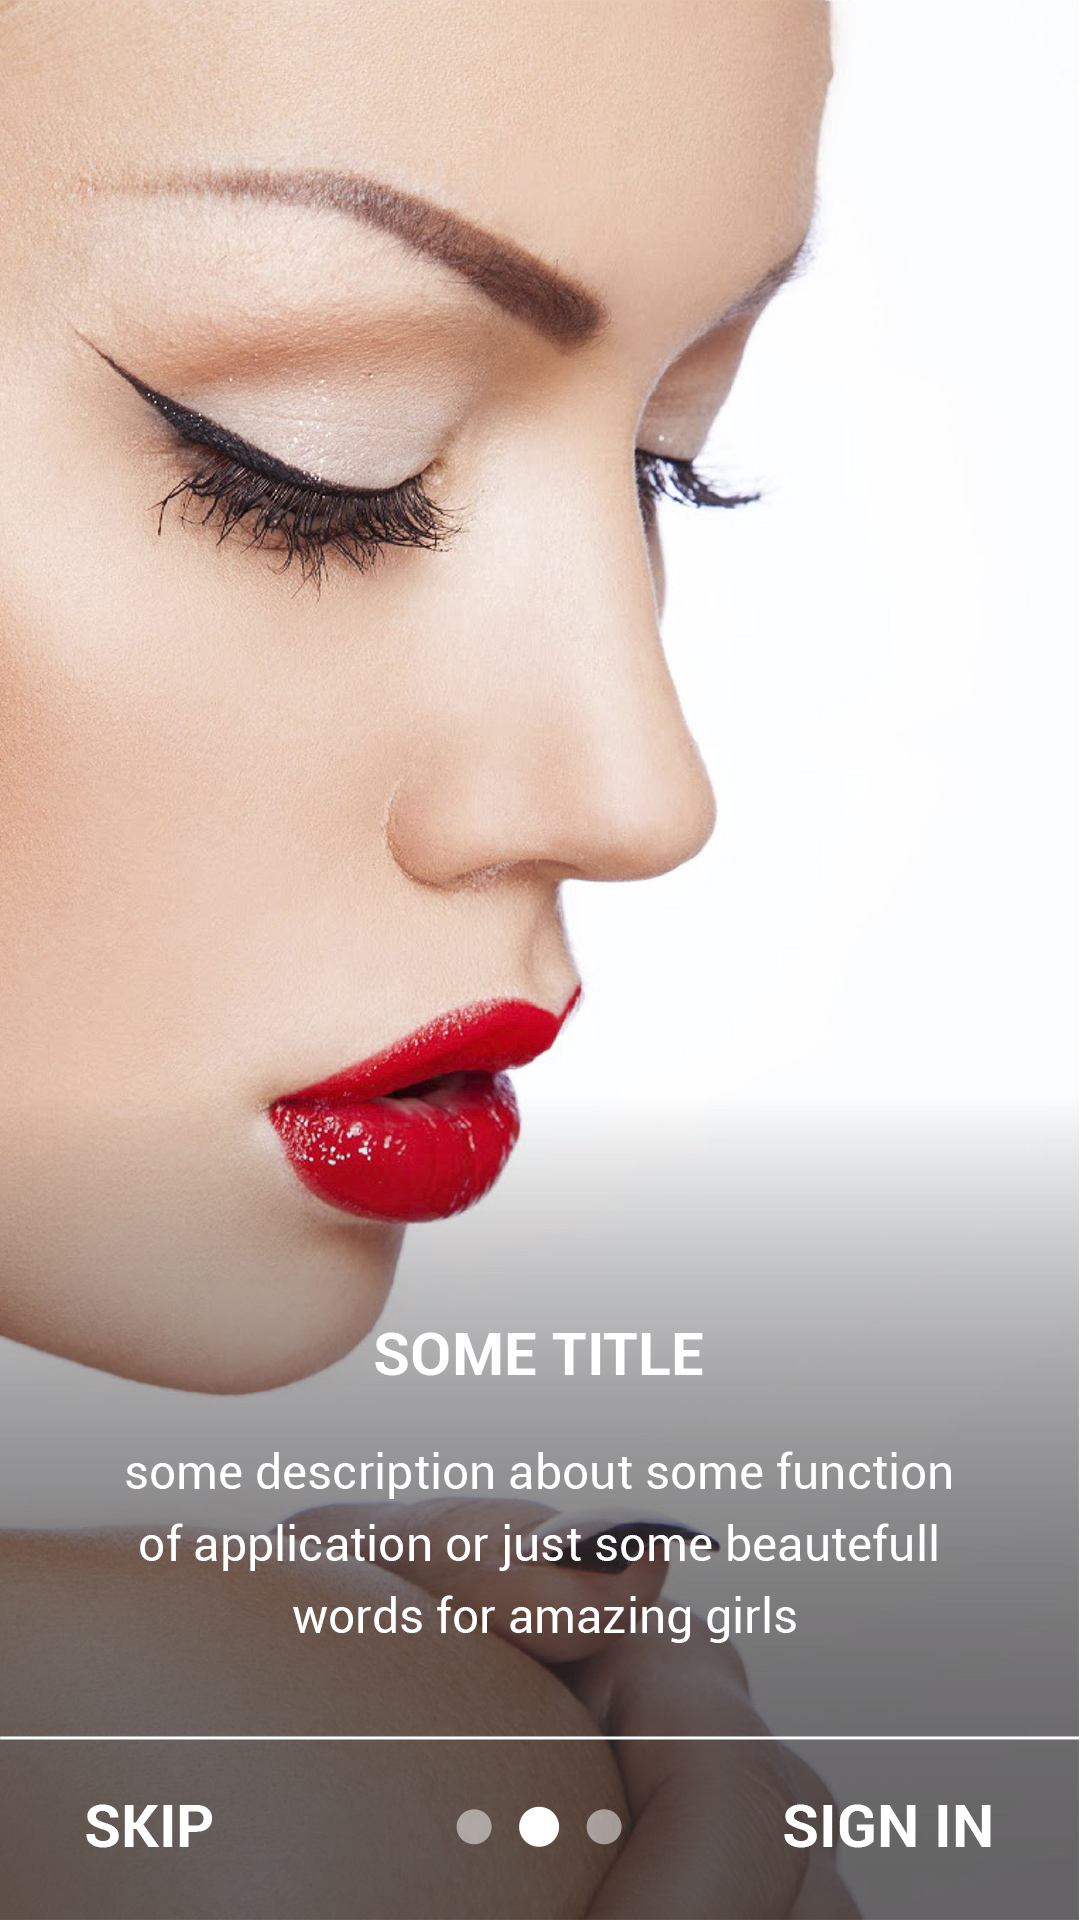 SOME TITLE
some description about some function
of application or just some beautefull
words for amazing girls
SKIP
SIGN IN